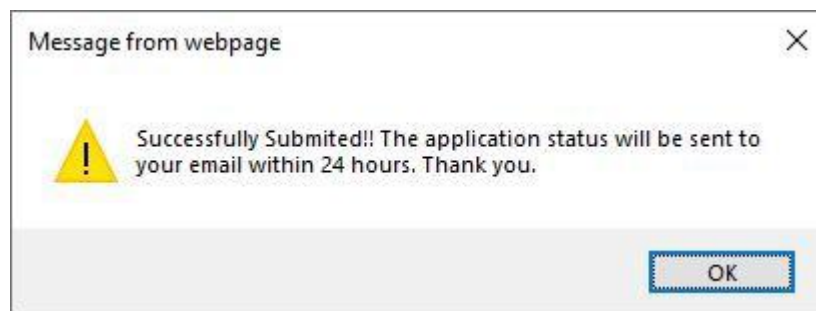 Message from webpage
Successfully Submited!! The application status will be sent to
your email within 24 hours. Thank you.
OK